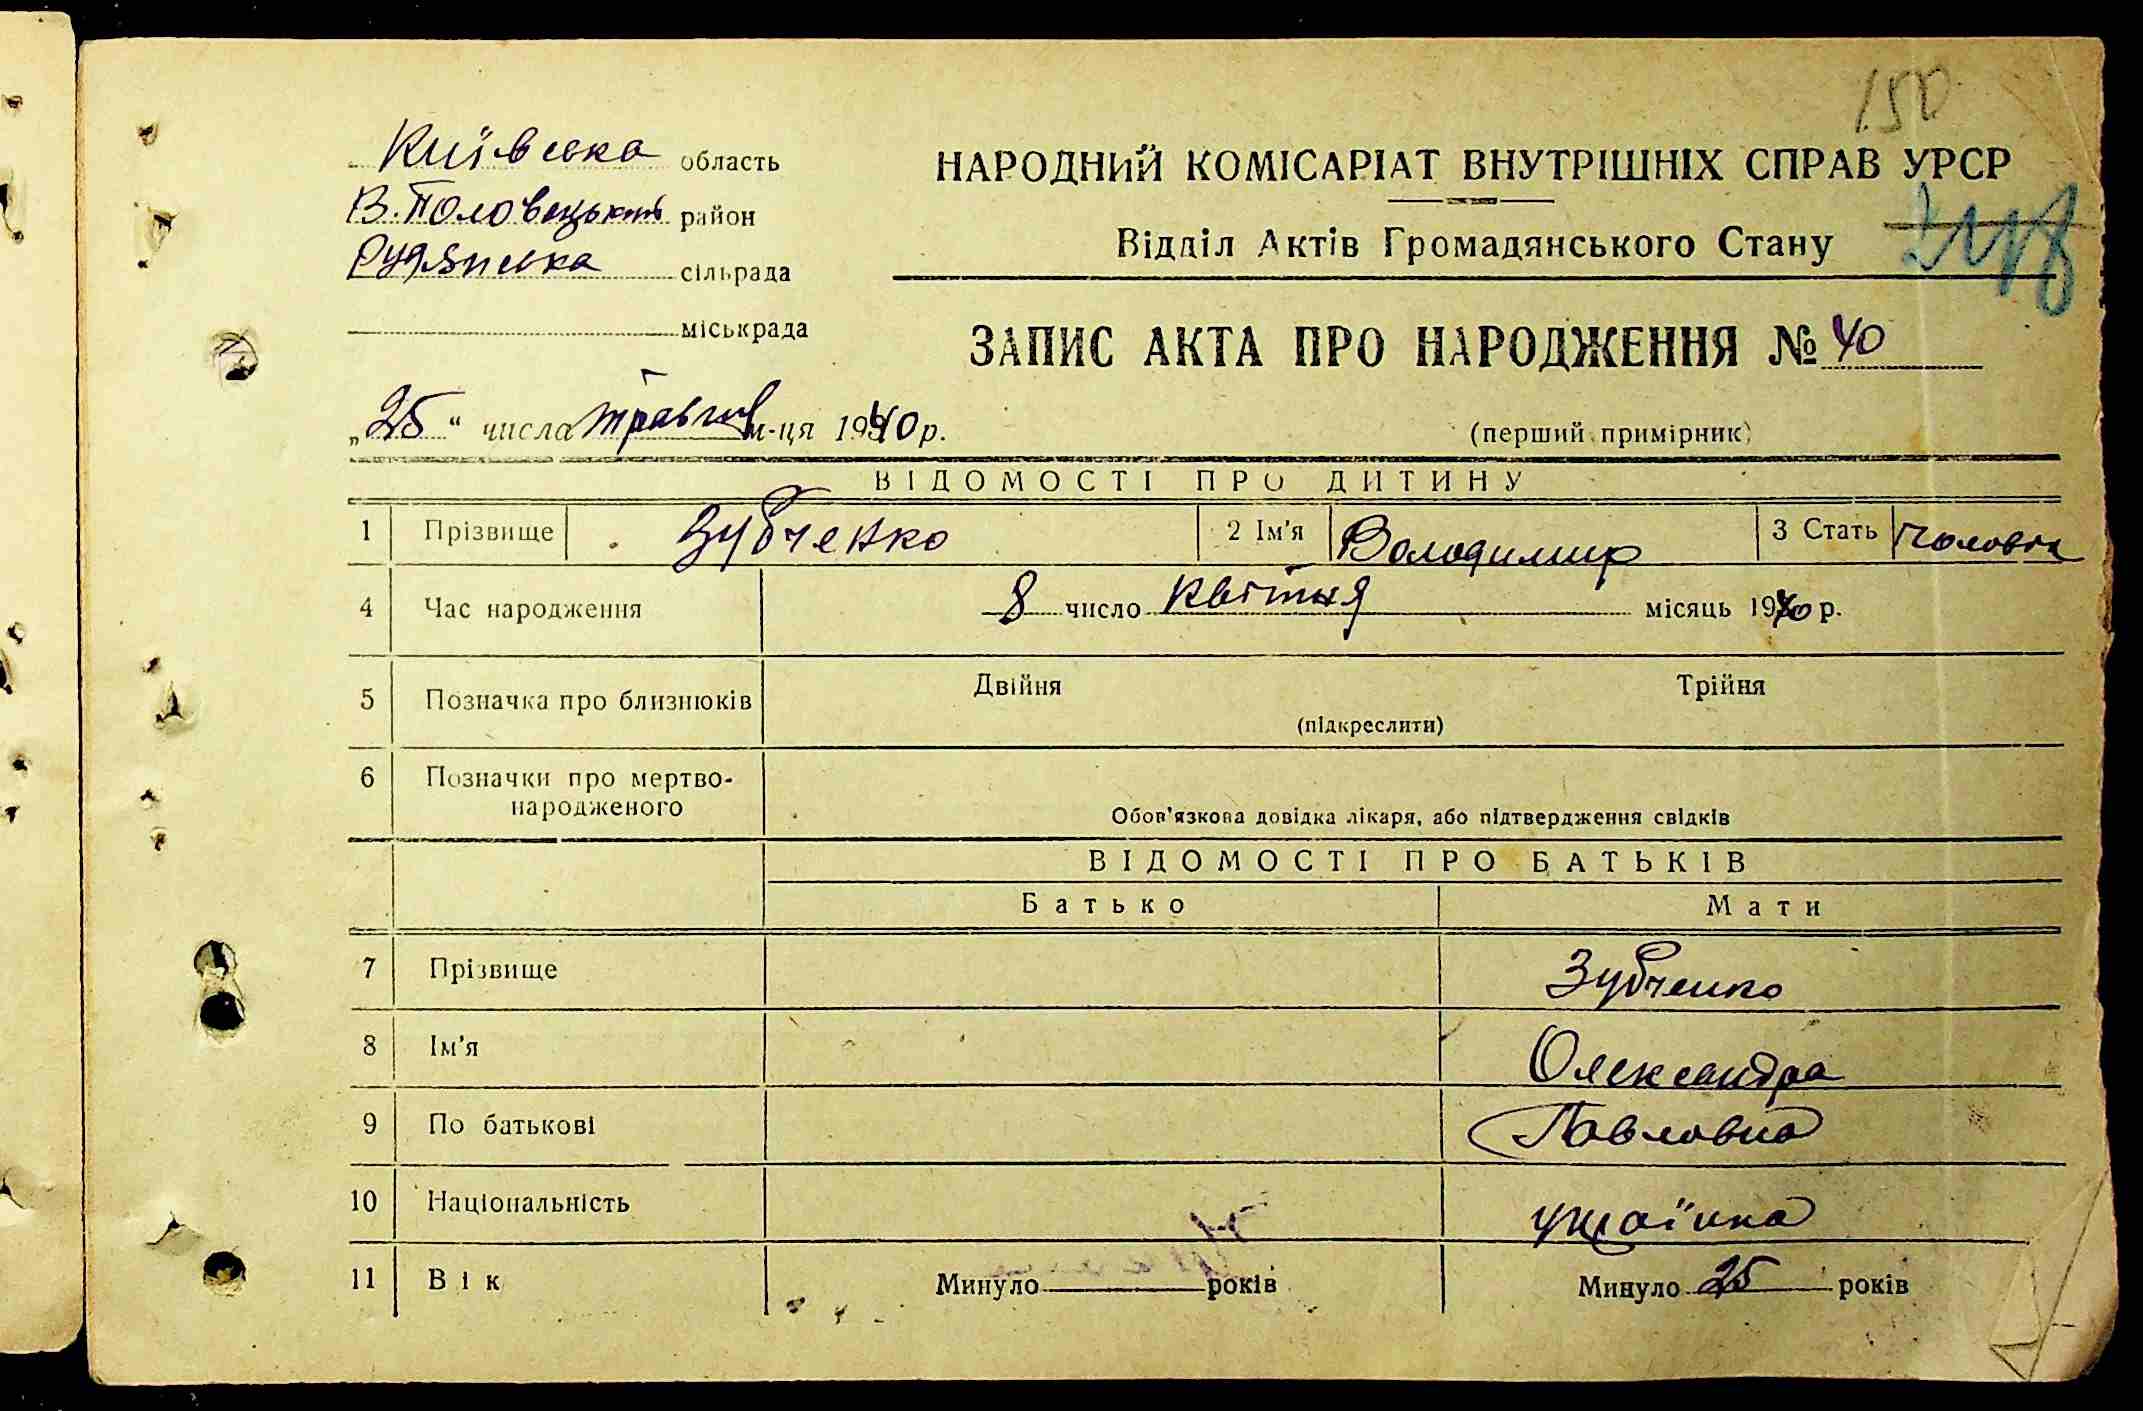 150
Київська область
НАРОДНИЙ КОМІСАРІАТ ВНУТРІШНІХ СПРАВ УРСР
В.Половецький район
Відділ Актів Громадянського Стану
Рудянська сільрада
міськрада
ЗАПИС АКТА ПРО НАРОДЖЕННЯ № 40
„25“ числа травня м-ця 1940 р.
(перший примірник)
ВІДОМОСТІ ПРО ДИТИНУ
1 Прізвище Зубченко 2 Ім'я Володимир 3 Стать
4 Час народження 8 число Квітня місяць 1940 р.
5 Позначка про близнюків Двійня Трійня
(підкреслити)
6 Позначки про мертво-
народженого
Обов'язкова довідка лікаря, або підтвердження свідків
ВІДОМОСТІ ПРО БАТЬКІВ
Батько Мати
7 Прізвище Зубченко
8 Ім'я Олександра
9 По батькові Павловна
10 Національність українка
11 Вік Минуло років Минуло 25 років